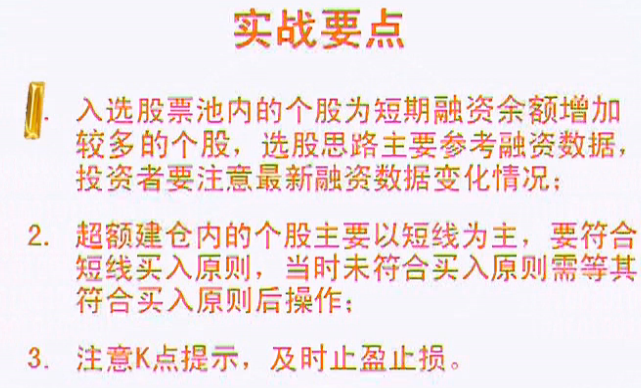 实战要点
1. 入选股票池内的个股为短期融资余额增加
较多的个股，选股思路主要参考融资数据，
投资者要注意最新融资数据变化情况；
2. 超额建仓内的个股主要以短线为主，要符合
短线买入原则，当时未符合买入原则需等其
符合买入原则后操作；
3. 注意K点提示，及时止盈止损。